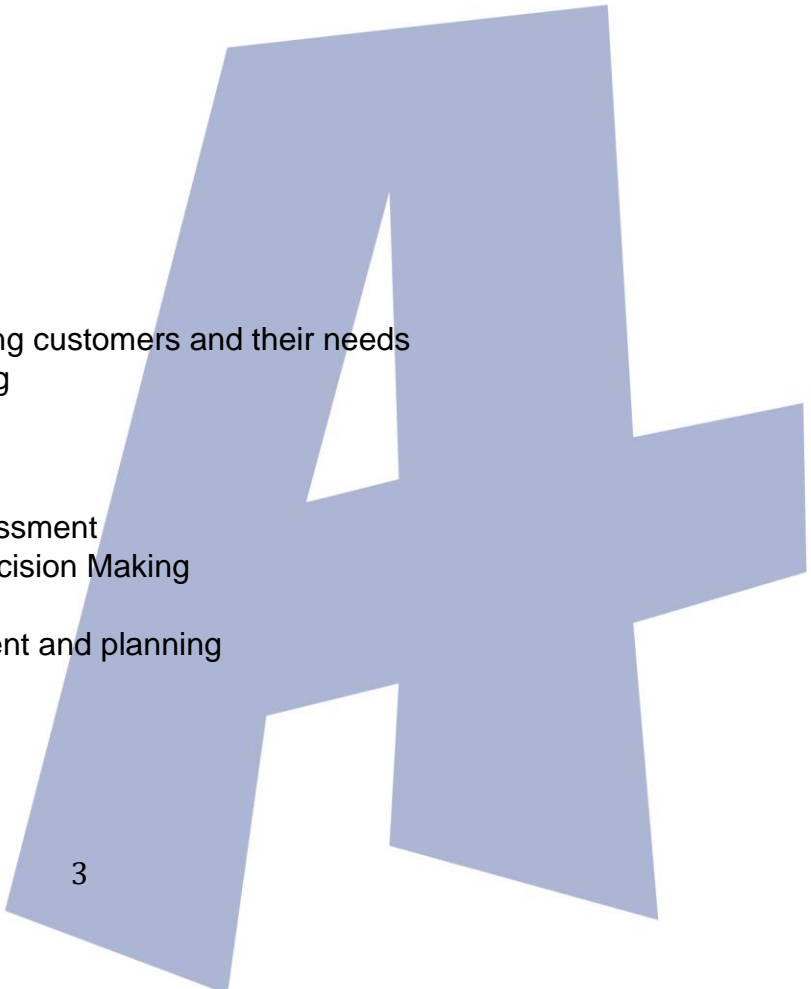 ng customers and their needs
g
ssment
cision Making
ent and planning
3